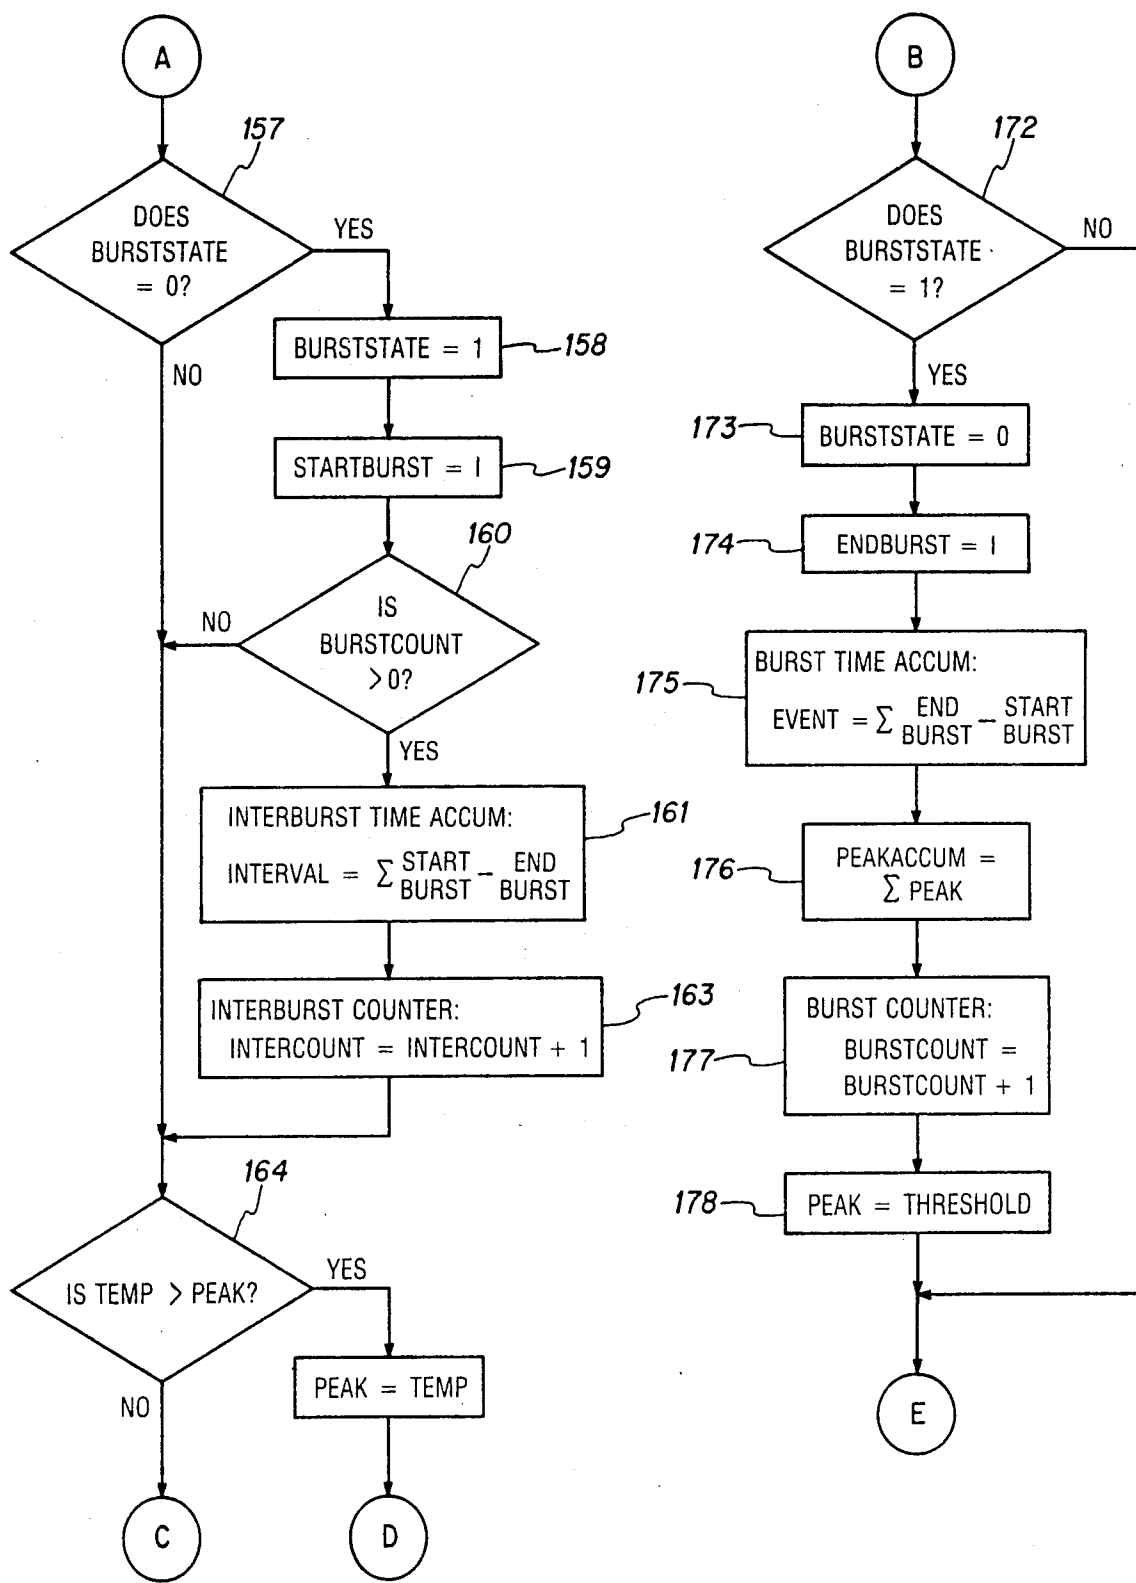 A
157
DOES
BURSTSTATE
= 0?
YES
NO
BURSTSTATE = 1
158
STARTBURST = I
159
160
IS
BURSTCOUNT
>0?
NO
YES
INTERBURST TIME ACCUM:
INTERVAL = Σ START BURST – END BURST
161
INTERBURST COUNTER:
INTERCOUNT = INTERCOUNT + 1
163
164
IS TEMP > PEAK?
YES
NO
PEAK = TEMP
C
D
B
172
DOES
BURSTSTATE
= 1?
NO
YES
173
BURSTSTATE = 0
174
ENDBURST = I
175
BURST TIME ACCUM:
EVENT = Σ END BURST – START BURST
176
PEAKACCUM =
Σ PEAK
177
BURST COUNTER:
BURSTCOUNT =
BURSTCOUNT + 1
178
PEAK = THRESHOLD
E